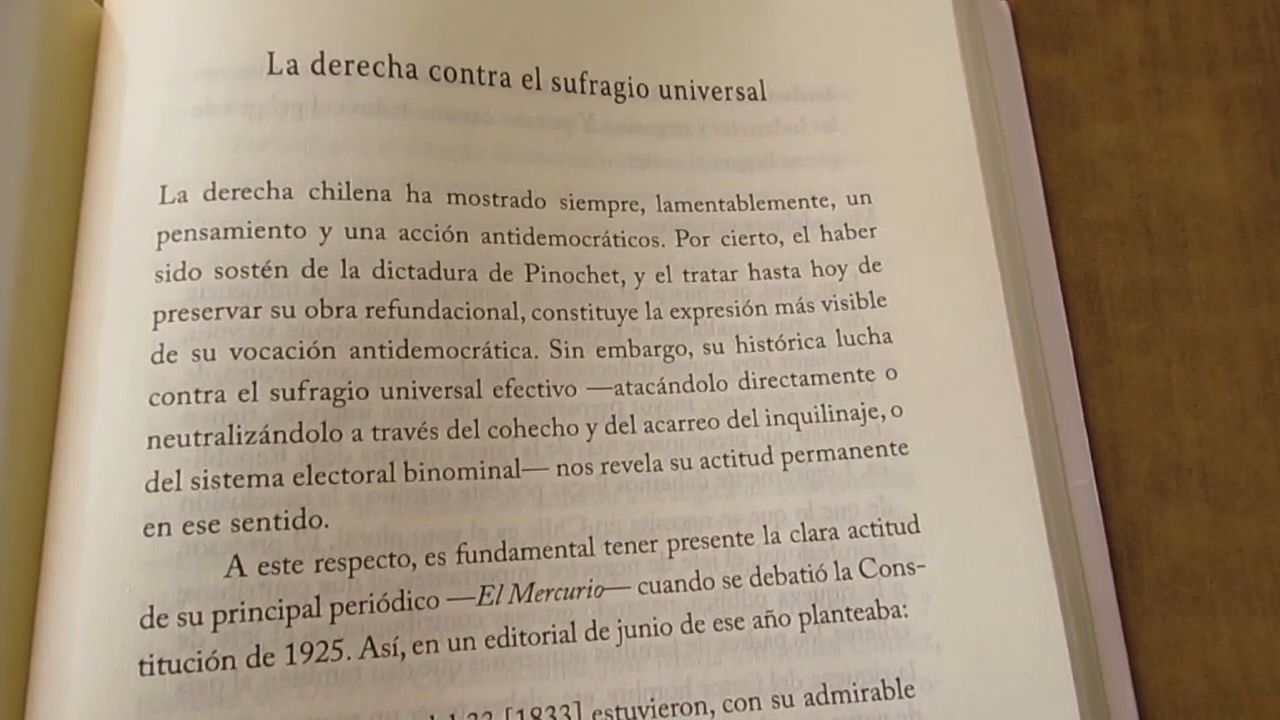 La derecha contra el sufragio universal
La derecha chilena ha mostrado siempre, lamentablemente, un
pensamiento y una acción antidemocráticos. Por cierto, el haber
sido sostén de la dictadura de Pinochet, y el tratar hasta hoy de
preservar su obra refundacional, constituye la expresión más visible
de su vocación antidemocrática. Sin embargo, su histórica lucha
contra el sufragio universal efectivo —atacándolo directamente o
neutralizándolo a través del cohecho y del acarreo del inquilinaje, o
del sistema electoral binominal— nos revela su actitud permanente
en ese sentido.
A este respecto, es fundamental tener presente la clara actitud
de su principal periódico —El Mercurio— cuando se debatió la Cons-
titución de 1925. Así, en un editorial de junio de ese año planteaba:
[1833] estuvieron, con su admirable